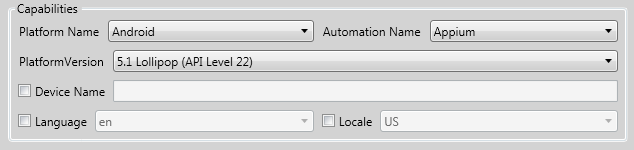 Capabilities
Platform Name Android Automation Name Appium
PlatformVersion 5.1 Lollipop (API Level 22)
Device Name
Language en Locale US